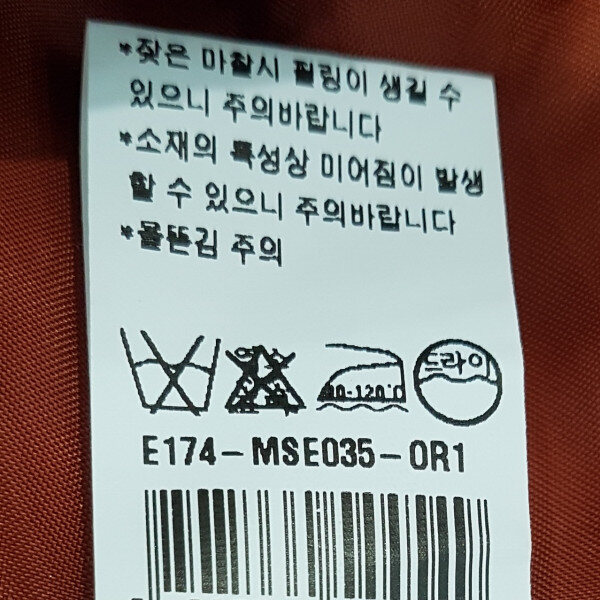 *잦은 마찰시 필링이 생길 수
있으니 주의바랍니다
*소재의 특성상 미어짐이 발생
할 수 있으니 주의바랍니다
*올뜯김 주의
80-120℃
드라이
E174-MSE035-OR1